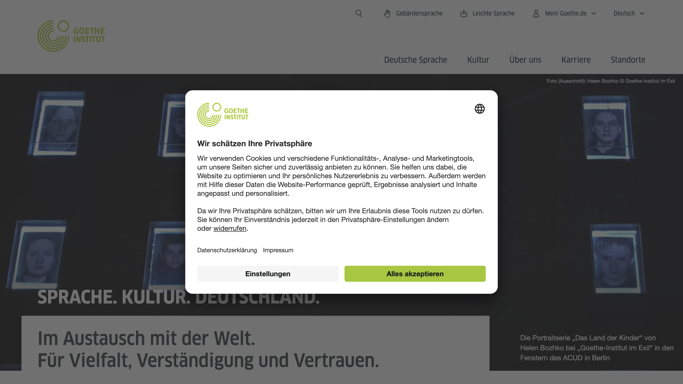 Gebärdensprache
Leichte Sprache
Mein Goethe.de
Deutsch
GOETHE
INSTITUT
Deutsche Sprache
Kultur
Über uns
Karriere
Standorte
Foto (Ausschnitt): Helen Bozhko © Goethe-Institut im Exil
GOETHE
INSTITUT
Wir schätzen Ihre Privatsphäre
Wir verwenden Cookies und verschiedene Funktionalitäts-, Analyse- und Marketingtools,
um unsere Seiten sicher und zuverlässig anbieten zu können. Sie helfen uns dabei, die
Website zu optimieren und Ihr persönliches Nutzererlebnis zu verbessern. Außerdem werden
mit Hilfe dieser Daten die Website-Performance geprüft, Ergebnisse analysiert und Inhalte
angepasst und personalisiert.
Da wir Ihre Privatsphäre schätzen, bitten wir um Ihre Erlaubnis diese Tools nutzen zu dürfen.
Sie können Ihr Einverständnis jederzeit in den Privatsphäre-Einstellungen ändern
oder widerrufen.
Datenschutzerklärung
Impressum
Einstellungen
Alles akzeptieren
SPRACHE. KULTUR. DEUTSCHLAND.
Im Austausch mit der Welt.
Für Vielfalt, Verständigung und Vertrauen.
Die Portraitserie „Das Land der Kinder“ von
Helen Bozhko bei „Goethe-Institut im Exil“ in den
Fenstern des ACUD in Berlin